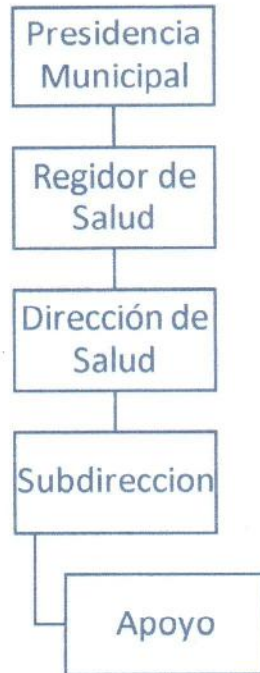 Presidencia
Municipal
Regidor de
Salud
Dirección de
Salud
Subdireccion
Apoyo